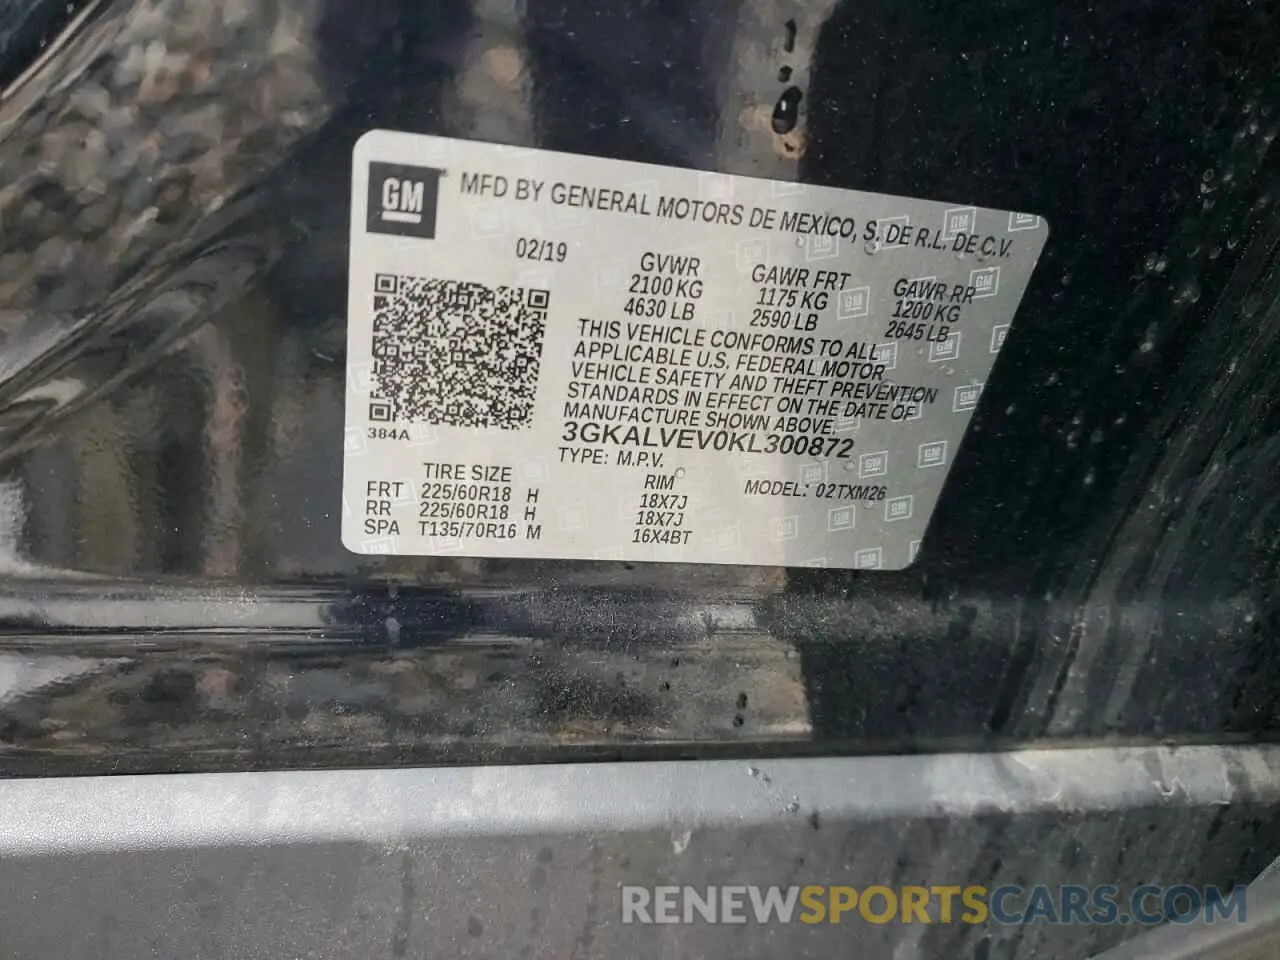 GM
MFD BY GENERAL MOTORS DE MEXICO, S. DE R.L. DE C.V.
02/19
GVWR GAWR FRT GAWR RR
2100 KG 1175 KG 1200 KG
4630 LB 2590 LB 2645 LB
THIS VEHICLE CONFORMS TO ALL
APPLICABLE U.S. FEDERAL MOTOR
VEHICLE SAFETY AND THEFT PREVENTION
STANDARDS IN EFFECT ON THE DATE OF
MANUFACTURE SHOWN ABOVE.
384A
3GKALVEV0KL300872
TYPE: M.P.V.
MODEL: 02TXM26
TIRE SIZE RIM
FRT 225/60R18 H 18X7J
RR 225/60R18 H 18X7J
SPA T135/70R16 M 16X4BT
RENEWSPORTSCARS.COM